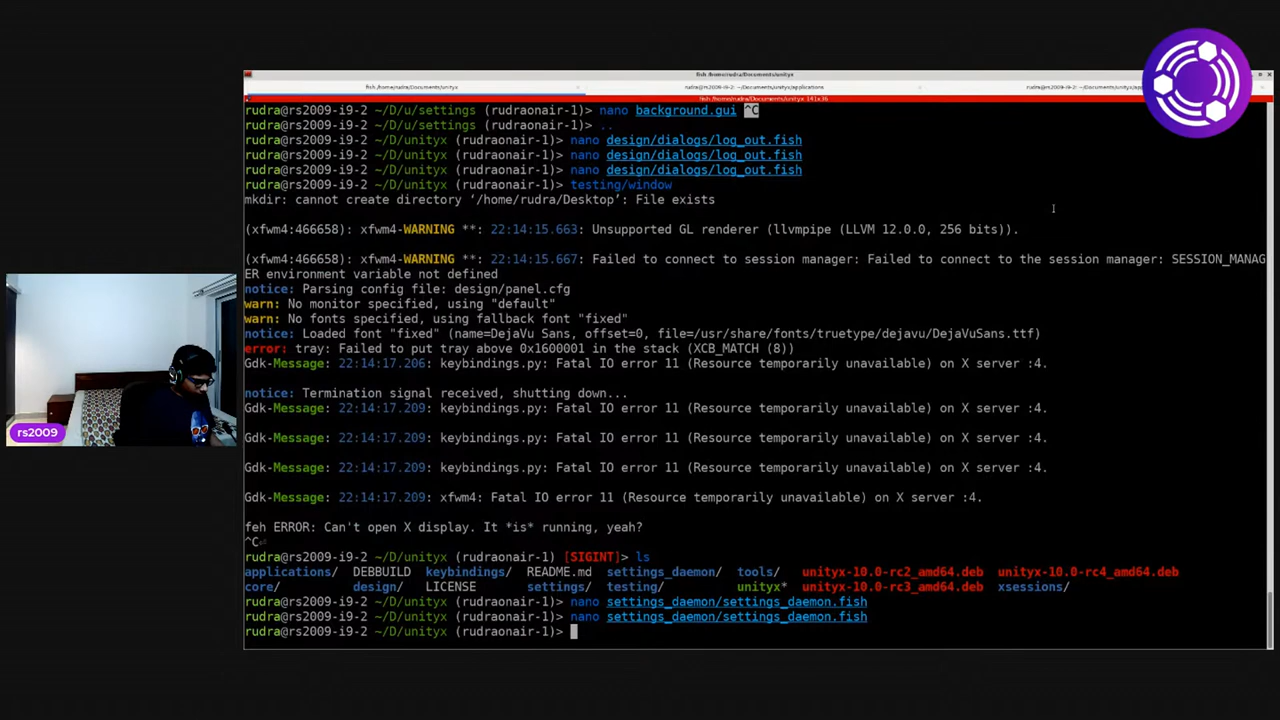 fish /home/rudra/Documents/unityx
fish /home/rudra/Documents/unityx
rudra@rs2009-i9-2: ~/Documents/unityx/applications
fish /home/rudra/Documents/unityx 141x36
rudra@rs2009-i9-2 ~/D/u/settings (rudraonair-1)> nano background.gui ^C
rudra@rs2009-i9-2 ~/D/u/settings (rudraonair-1)> ..
rudra@rs2009-i9-2 ~/D/unityx (rudraonair-1)> nano design/dialogs/log_out.fish
rudra@rs2009-i9-2 ~/D/unityx (rudraonair-1)> nano design/dialogs/log_out.fish
rudra@rs2009-i9-2 ~/D/unityx (rudraonair-1)> nano design/dialogs/log_out.fish
rudra@rs2009-i9-2 ~/D/unityx (rudraonair-1)> testing/window
mkdir: cannot create directory ‘/home/rudra/Desktop’: File exists
(xfwm4:466658): xfwm4-WARNING **: 22:14:15.663: Unsupported GL renderer (llvmpipe (LLVM 12.0.0, 256 bits)).
(xfwm4:466658): xfwm4-WARNING **: 22:14:15.667: Failed to connect to session manager: Failed to connect to the session manager: SESSION_MANAG
ER environment variable not defined
notice: Parsing config file: design/panel.cfg
warn: No monitor specified, using "default"
warn: No fonts specified, using fallback font "fixed"
notice: Loaded font "fixed" (name=DejaVu Sans, offset=0, file=/usr/share/fonts/truetype/dejavu/DejaVuSans.ttf)
error: tray: Failed to put tray above 0x1600001 in the stack (XCB_MATCH (8))
Gdk-Message: 22:14:17.206: keybindings.py: Fatal IO error 11 (Resource temporarily unavailable) on X server :4.
notice: Termination signal received, shutting down...
Gdk-Message: 22:14:17.209: keybindings.py: Fatal IO error 11 (Resource temporarily unavailable) on X server :4.
Gdk-Message: 22:14:17.209: keybindings.py: Fatal IO error 11 (Resource temporarily unavailable) on X server :4.
Gdk-Message: 22:14:17.209: keybindings.py: Fatal IO error 11 (Resource temporarily unavailable) on X server :4.
Gdk-Message: 22:14:17.209: xfwm4: Fatal IO error 11 (Resource temporarily unavailable) on X server :4.
feh ERROR: Can't open X display. It *is* running, yeah?
^C⏎
rudra@rs2009-i9-2 ~/D/unityx (rudraonair-1) [SIGINT]> ls
applications/ DEBBUILD keybindings/ README.md settings_daemon/ tools/ unityx-10.0-rc2_amd64.deb unityx-10.0-rc4_amd64.deb
core/ design/ LICENSE settings/ testing/ unityx* unityx-10.0-rc3_amd64.deb xsessions/
rudra@rs2009-i9-2 ~/D/unityx (rudraonair-1)> nano settings_daemon/settings_daemon.fish
rudra@rs2009-i9-2 ~/D/unityx (rudraonair-1)> nano settings_daemon/settings_daemon.fish
rudra@rs2009-i9-2 ~/D/unityx (rudraonair-1)>
rs2009